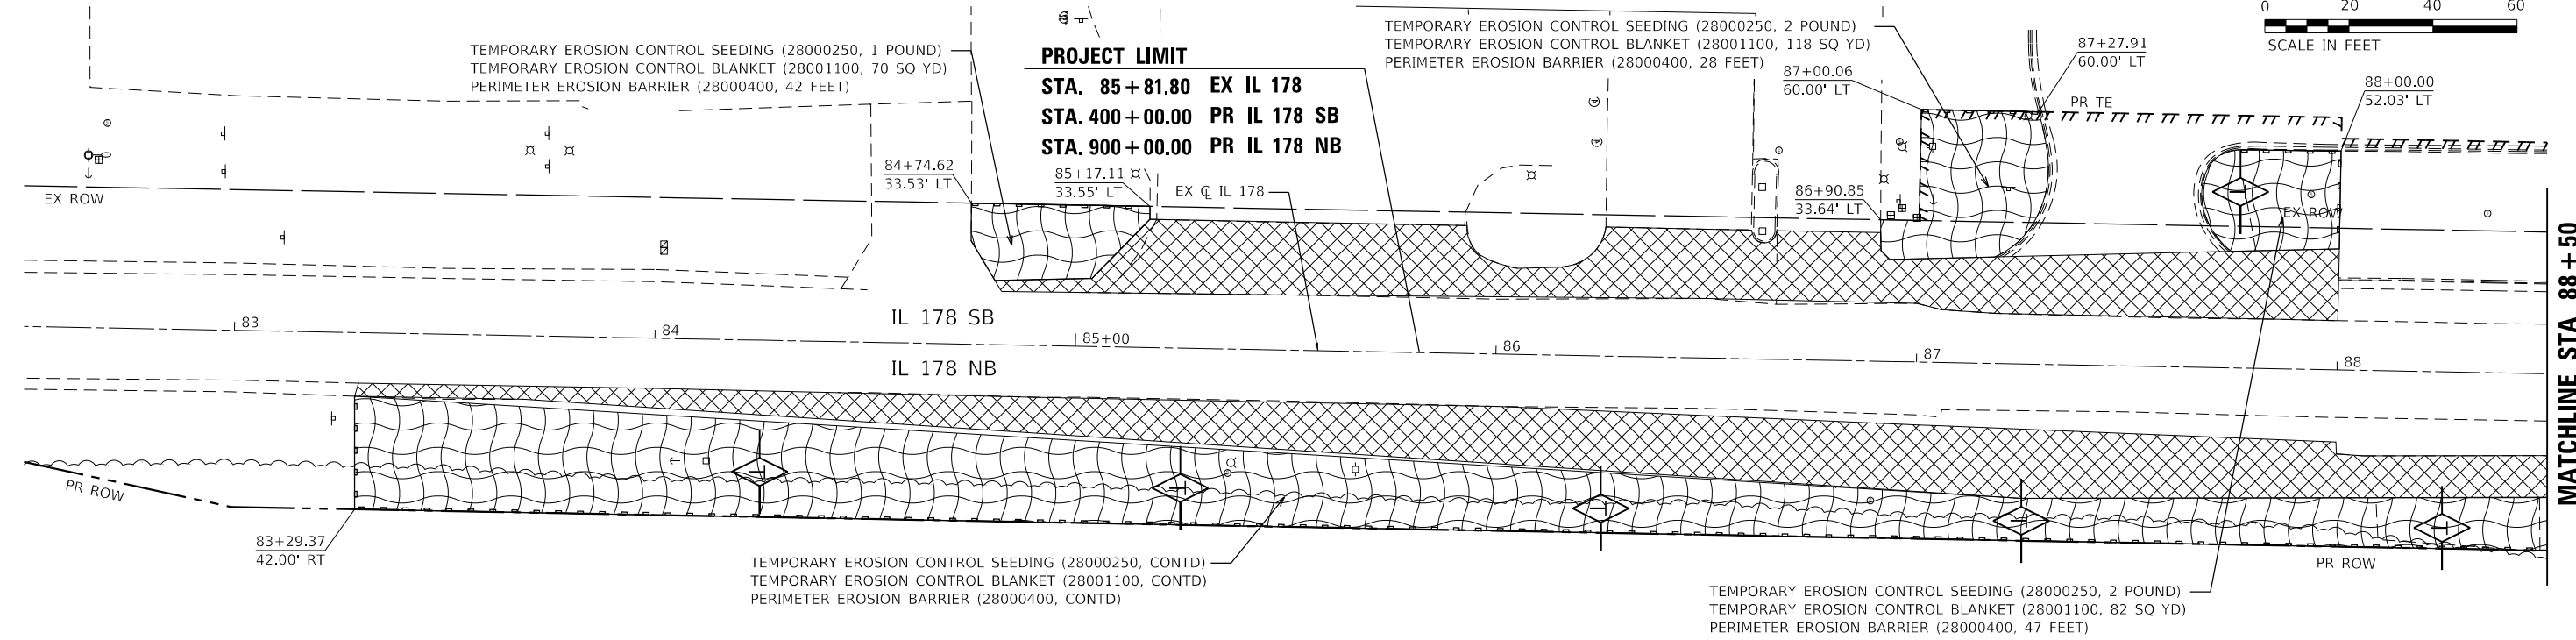 0 20 40 60
SCALE IN FEET
TEMPORARY EROSION CONTROL SEEDING (28000250, 1 POUND)
TEMPORARY EROSION CONTROL BLANKET (28001100, 70 SQ YD)
PERIMETER EROSION BARRIER (28000400, 42 FEET)
PROJECT LIMIT
STA. 85+81.80 EX IL 178
STA. 400+00.00 PR IL 178 SB
STA. 900+00.00 PR IL 178 NB
TEMPORARY EROSION CONTROL SEEDING (28000250, 2 POUND)
TEMPORARY EROSION CONTROL BLANKET (28001100, 118 SQ YD)
PERIMETER EROSION BARRIER (28000400, 28 FEET)
87+00.06
60.00' LT
87+27.91
60.00' LT
88+00.00
52.03' LT
PR TE
84+74.62
33.53' LT
85+17.11
33.55' LT
EX ℄ IL 178
86+90.85
33.64' LT
EX ROW
EX ROW
IL 178 SB
83
84
85+00
86
87
88
IL 178 NB
MATCHLINE STA 88+50
PR ROW
83+29.37
42.00' RT
TEMPORARY EROSION CONTROL SEEDING (28000250, CONTD)
TEMPORARY EROSION CONTROL BLANKET (28001100, CONTD)
PERIMETER EROSION BARRIER (28000400, CONTD)
PR ROW
TEMPORARY EROSION CONTROL SEEDING (28000250, 2 POUND)
TEMPORARY EROSION CONTROL BLANKET (28001100, 82 SQ YD)
PERIMETER EROSION BARRIER (28000400, 47 FEET)